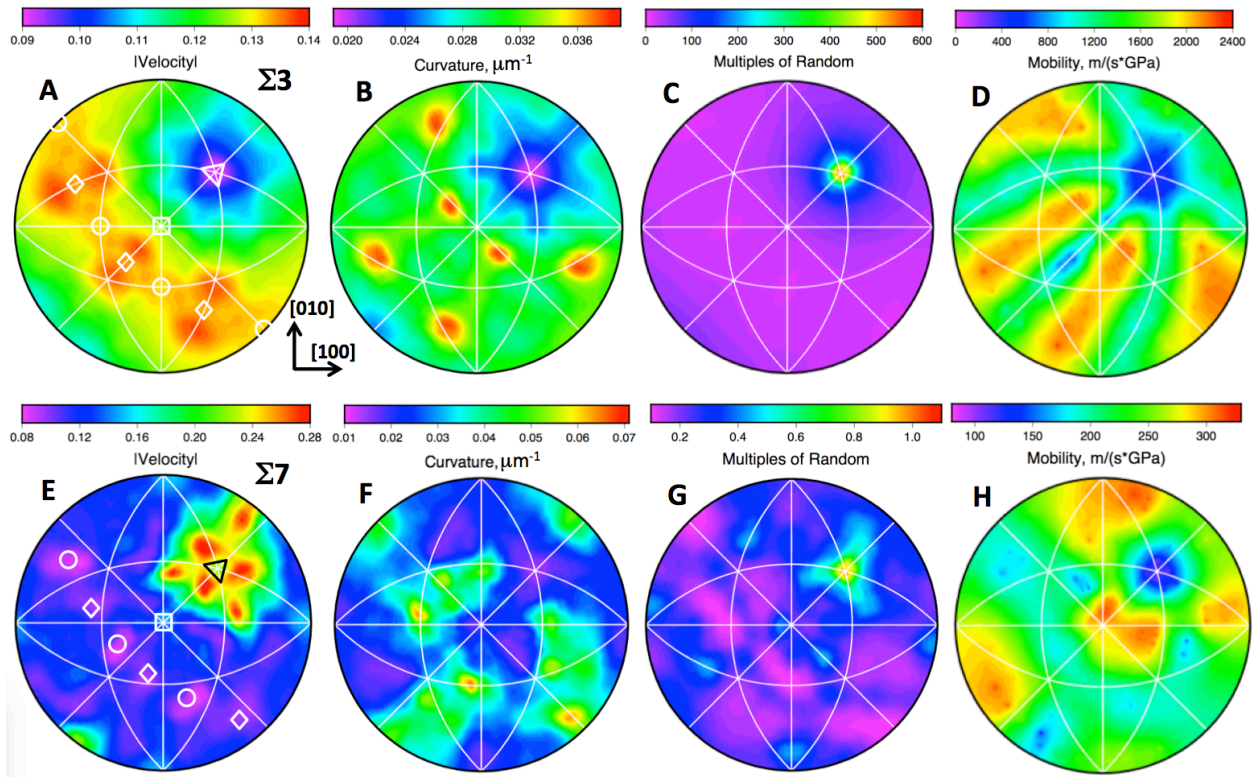 0.09 0.10 0.11 0.12 0.13 0.14
0.020 0.024 0.028 0.032 0.036
0 100 200 300 400 500 600
0 400 800 1200 1600 2000 2400
|Velocity|
Curvature, μm⁻¹
Multiples of Random
Mobility, m/(s*GPa)
A
Σ3
B
C
D
[010]
[100]
0.08 0.12 0.16 0.20 0.24 0.28
0.01 0.02 0.03 0.04 0.05 0.06 0.07
0.2 0.4 0.6 0.8 1.0
100 150 200 250 300
|Velocity|
Curvature, μm⁻¹
Multiples of Random
Mobility, m/(s*GPa)
E
Σ7
F
G
H